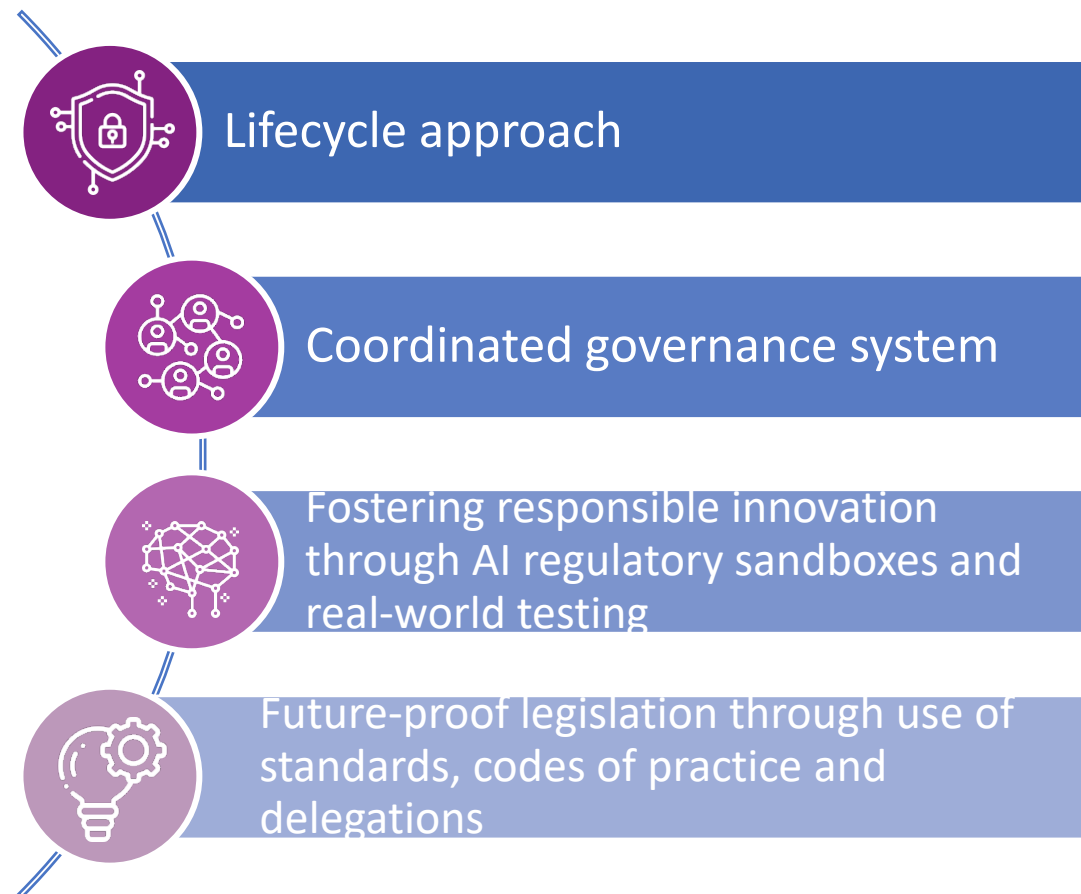 Lifecycle approach
Coordinated governance system
Fostering responsible innovation
through AI regulatory sandboxes and
real-world testing
Future-proof legislation through use of
standards, codes of practice and
delegations